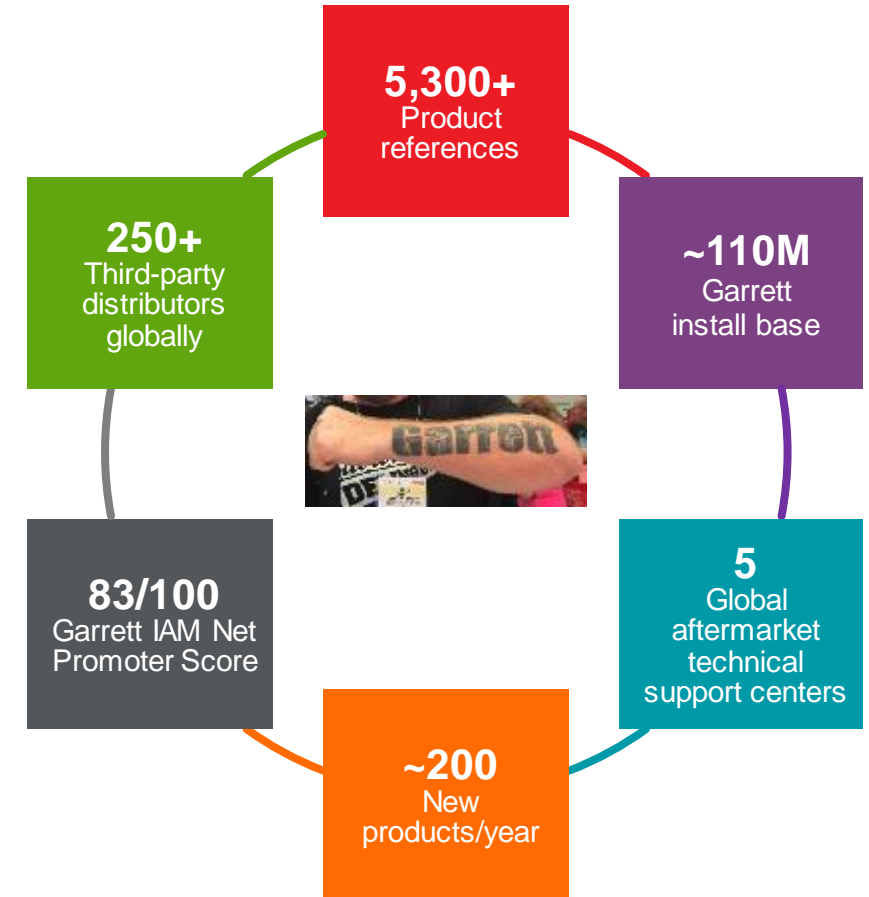 5,300+
Product
references
250+
Third-party
distributors
globally
~110M
Garrett
install base
Garrett
83/100
Garrett IAM Net
Promoter Score
5
Global
aftermarket
technical
support centers
~200
New
products/year